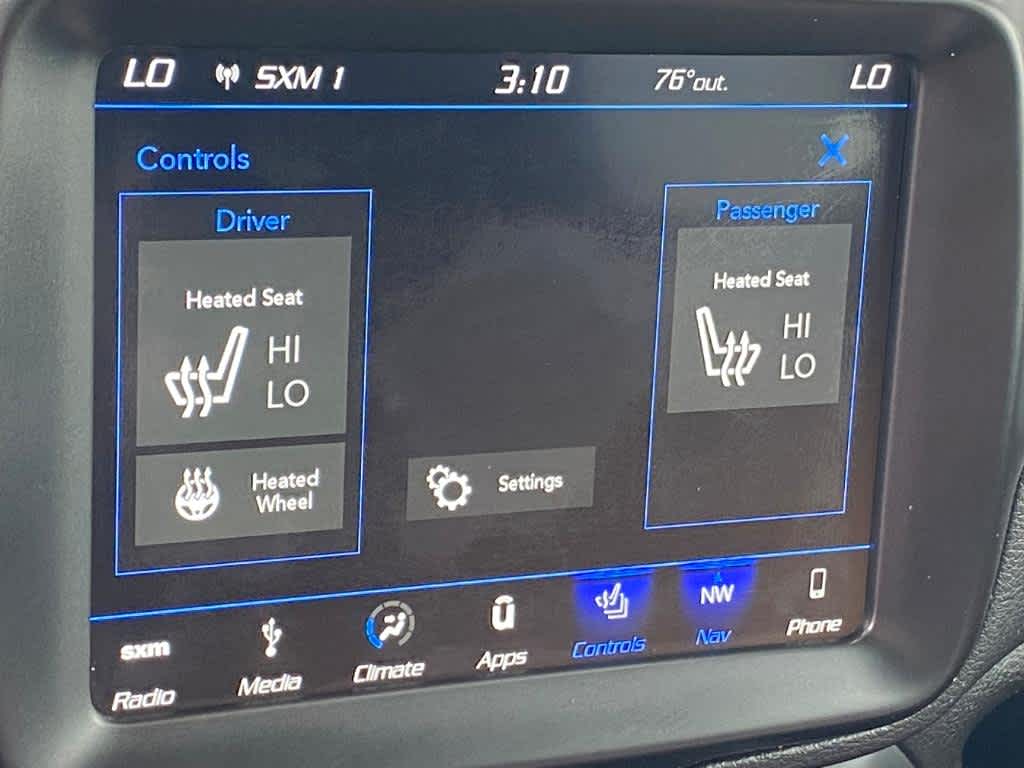 LO SXM 1 3:10 76°out. LO
Controls
Driver
Heated Seat
HI
LO
Heated
Wheel
Settings
Passenger
Heated Seat
HI
LO
sxm
Radio
Media
Climate
Apps
Controls
NW
Nav
Phone